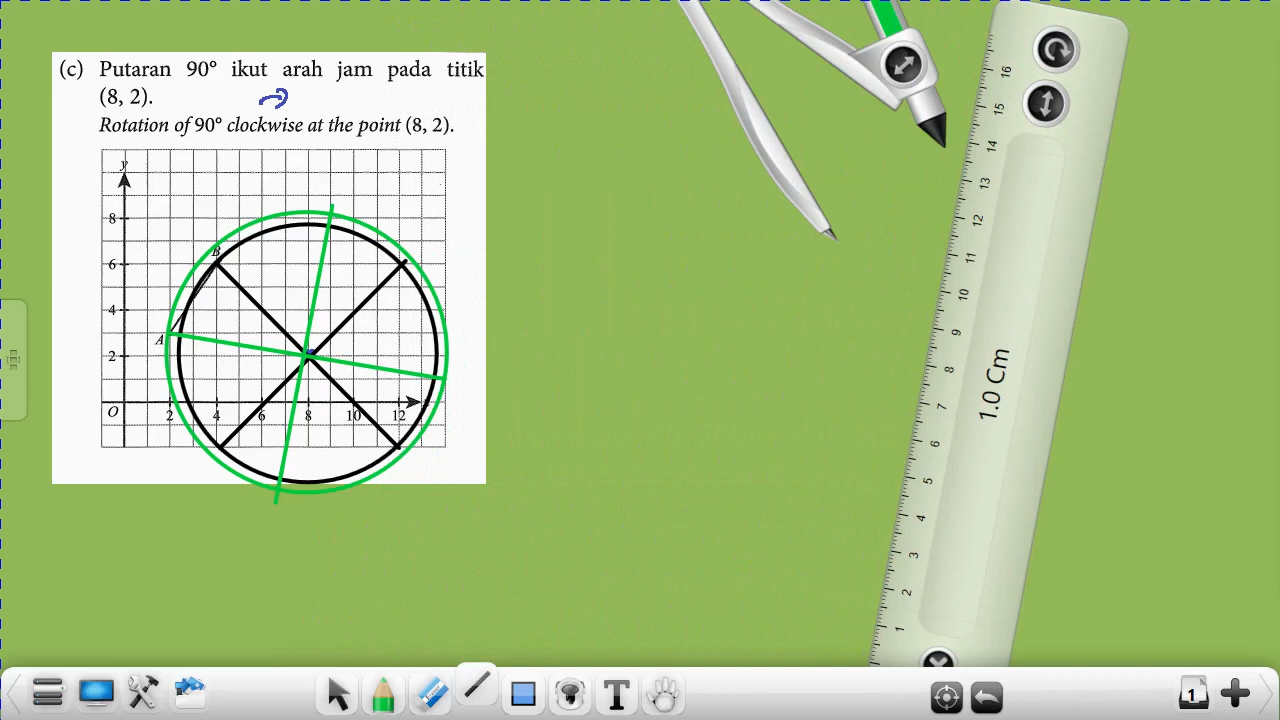 (c) Putaran 90° ikut arah jam pada titik
(8, 2).
Rotation of 90° clockwise at the point (8, 2).
y
8
B
6
4
A
2
O 2 4 6 8 10 12
16
15
14
13
12
11
10
9
8
7
6
5
4
3
2
1
1.0 Cm
T
1